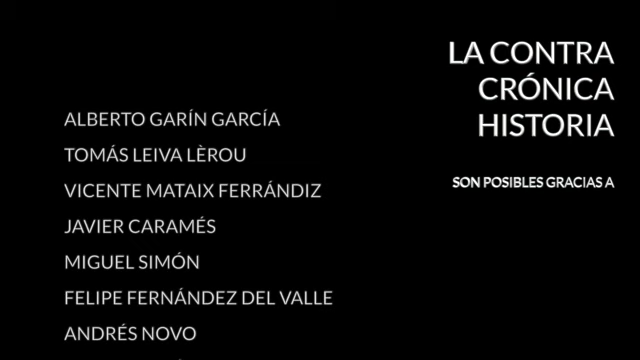 LA CONTRA
CRÓNICA
HISTORIA
SON POSIBLES GRACIAS A
ALBERTO GARÍN GARCÍA
TOMÁS LEIVA LÈROU
VICENTE MATAIX FERRÁNDIZ
JAVIER CARAMÉS
MIGUEL SIMÓN
FELIPE FERNÁNDEZ DEL VALLE
ANDRÉS NOVO